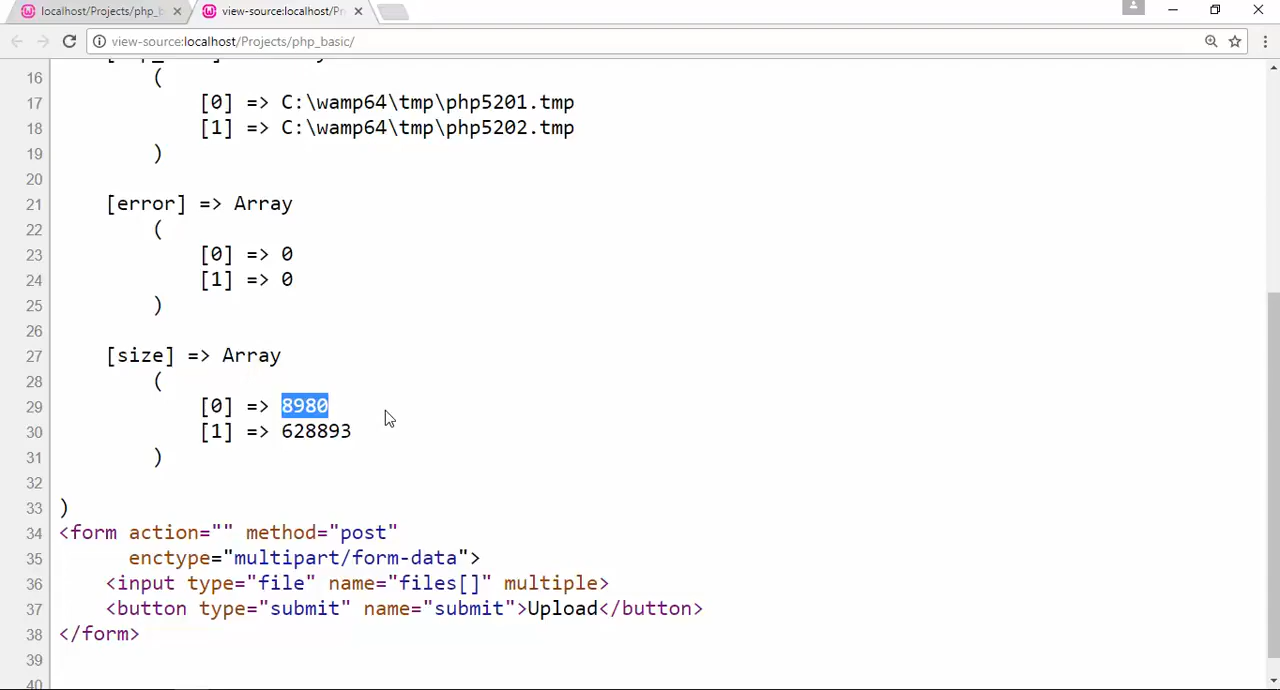 localhost/Projects/php_b
view-source:localhost/Pr
view-source:localhost/Projects/php_basic/
16 (
17 [0] => C:\wamp64\tmp\php5201.tmp
18 [1] => C:\wamp64\tmp\php5202.tmp
19 )
20
21 [error] => Array
22 (
23 [0] => 0
24 [1] => 0
25 )
26
27 [size] => Array
28 (
29 [0] => 8980
30 [1] => 628893
31 )
32
33 )
34 <form action="" method="post"
35 enctype="multipart/form-data">
36 <input type="file" name="files[]" multiple>
37 <button type="submit" name="submit">Upload</button>
38 </form>
39
40